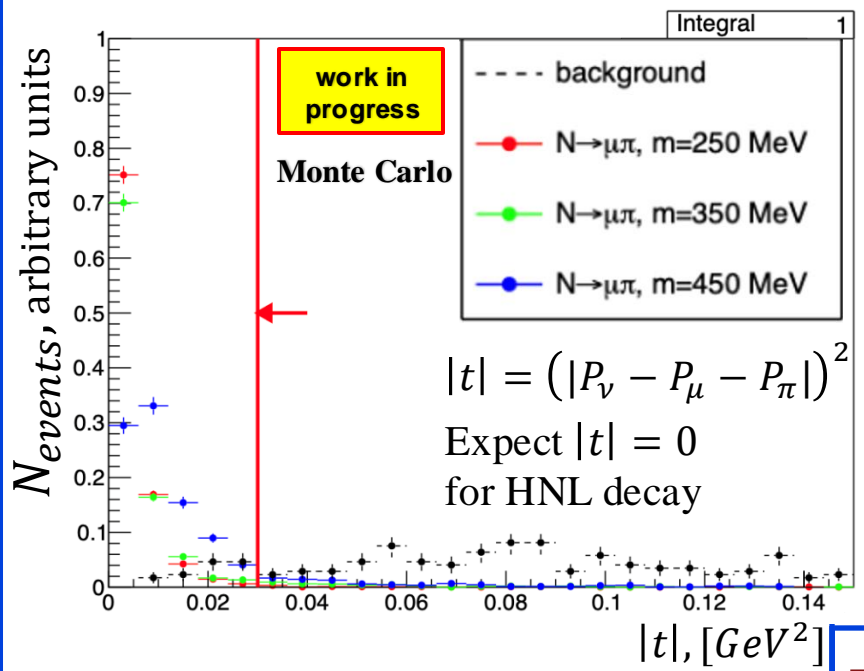 Integral 1
work in
progress
Monte Carlo
background
N→μπ, m=250 MeV
N→μπ, m=350 MeV
N→μπ, m=450 MeV
|t| = (|P_ν − P_μ − P_π|)²
Expect |t| = 0
for HNL decay
N_events, arbitrary units
1
0.9
0.8
0.7
0.6
0.5
0.4
0.3
0.2
0.1
0
0 0.02 0.04 0.06 0.08 0.1 0.12 0.14
|t|, [GeV²]